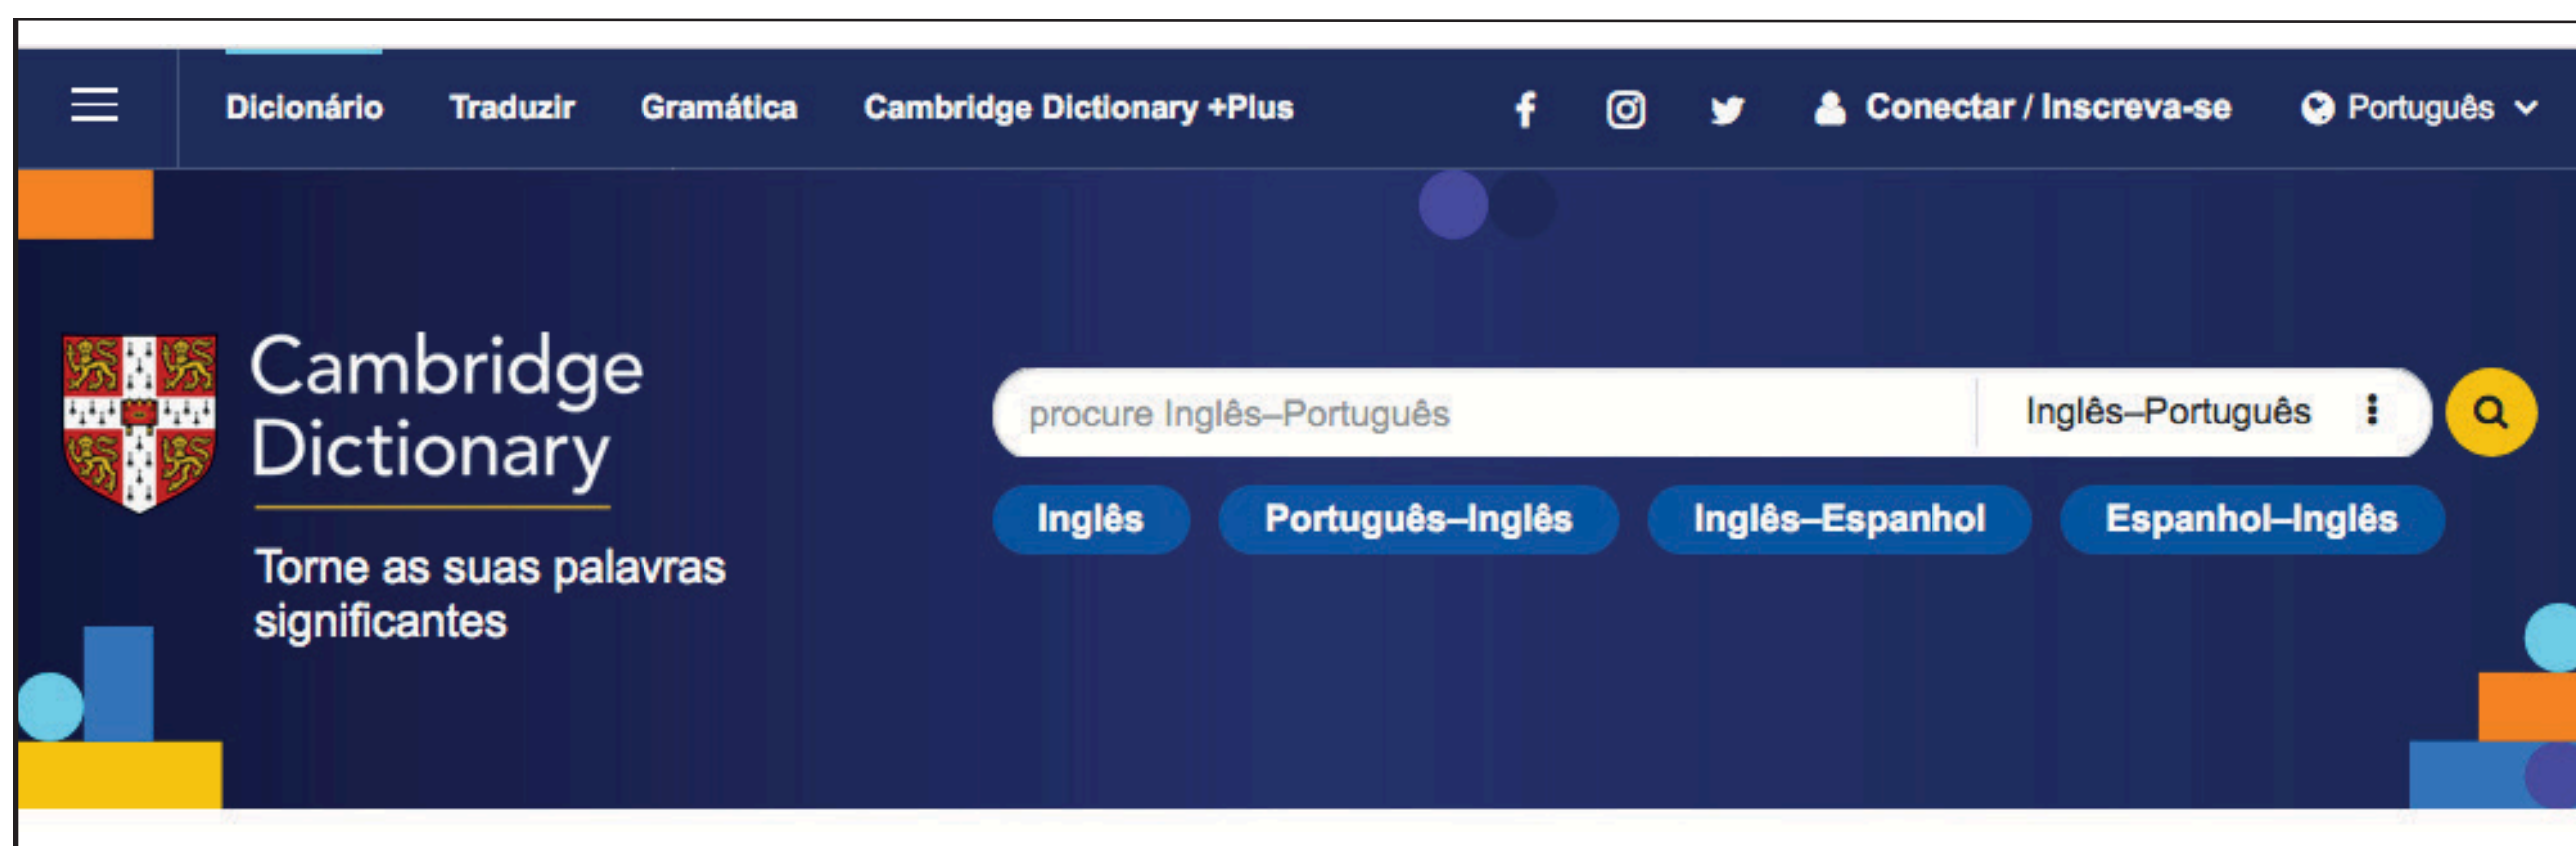 Dicionário Traduzir Gramática Cambridge Dictionary +Plus Conectar / Inscreva-se Português
Cambridge
Dictionary
Torne as suas palavras
significantes
procure Inglês–Português Inglês–Português
Inglês Português–Inglês Inglês–Espanhol Espanhol–Inglês